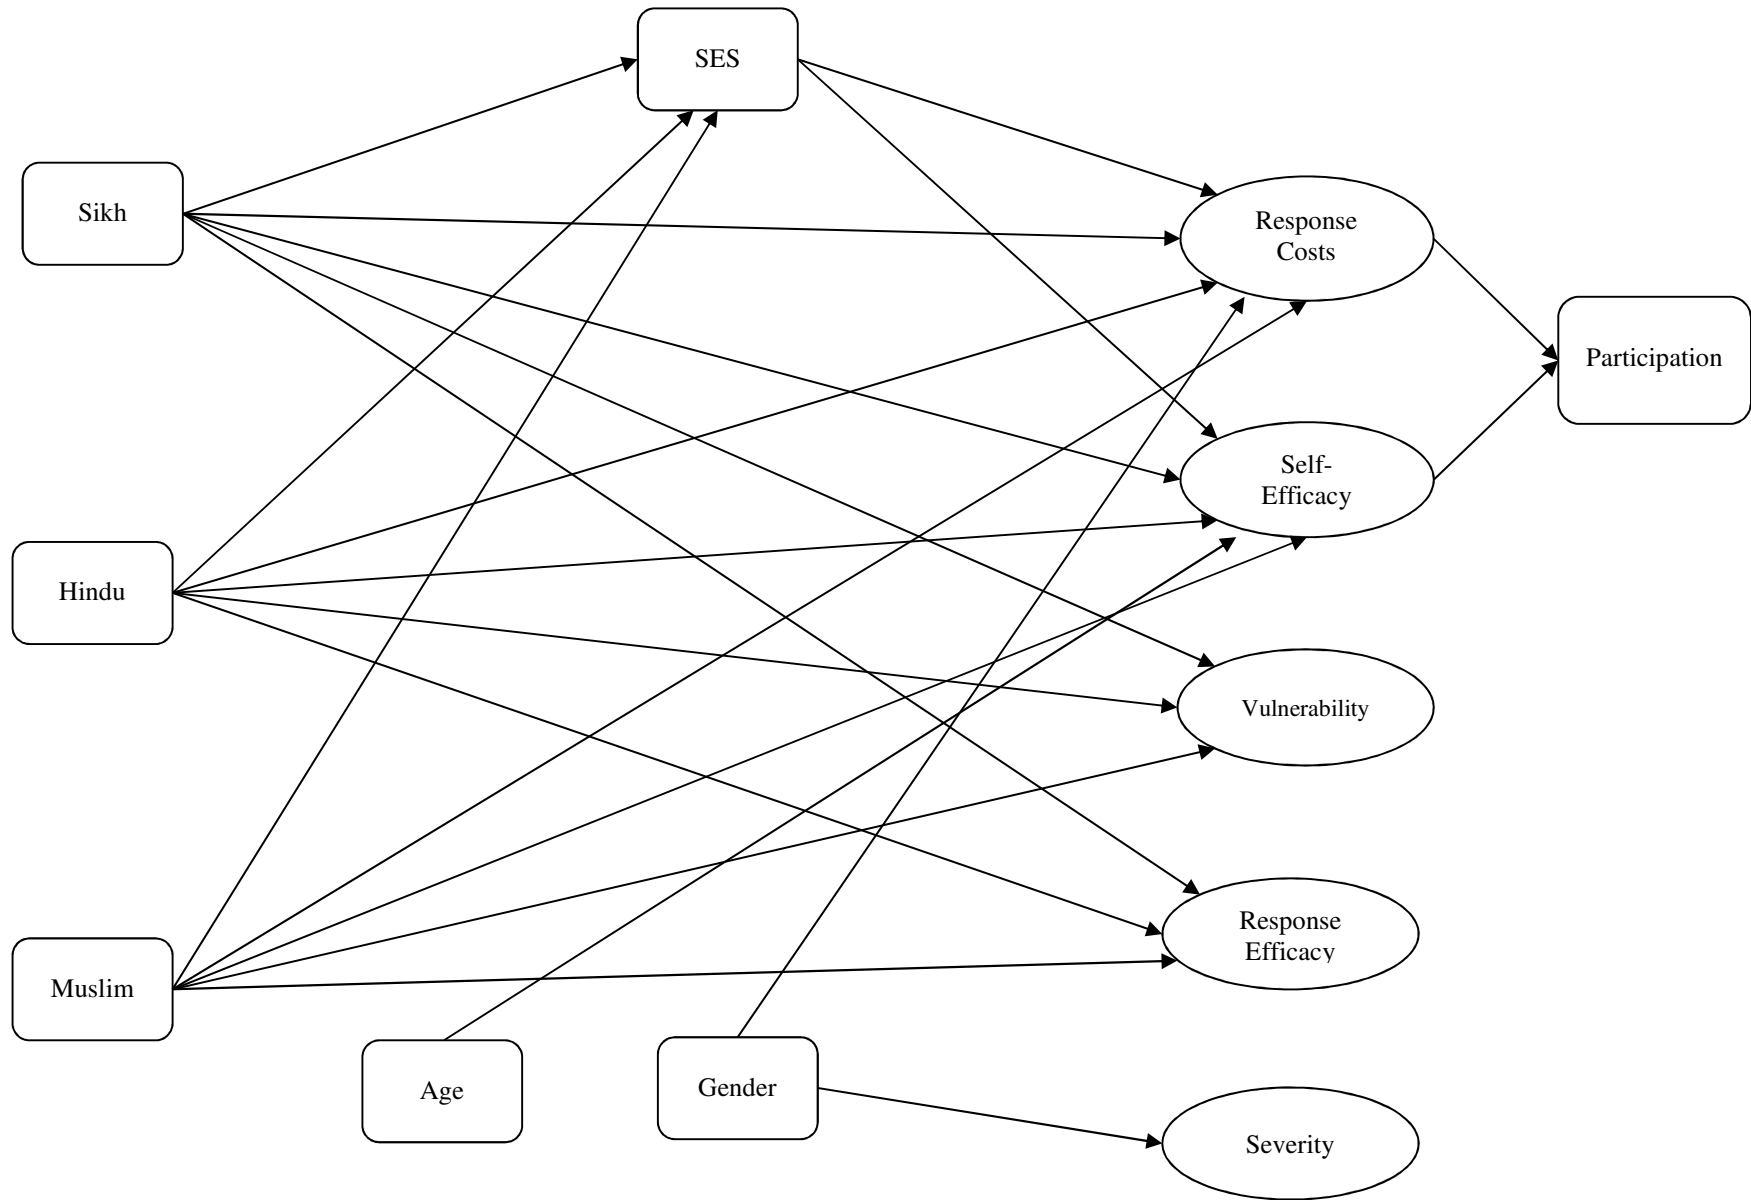 SES
Sikh
Response
Costs
Participation
Self-
Efficacy
Hindu
Vulnerability
Response
Efficacy
Muslim
Age
Gender
Severity